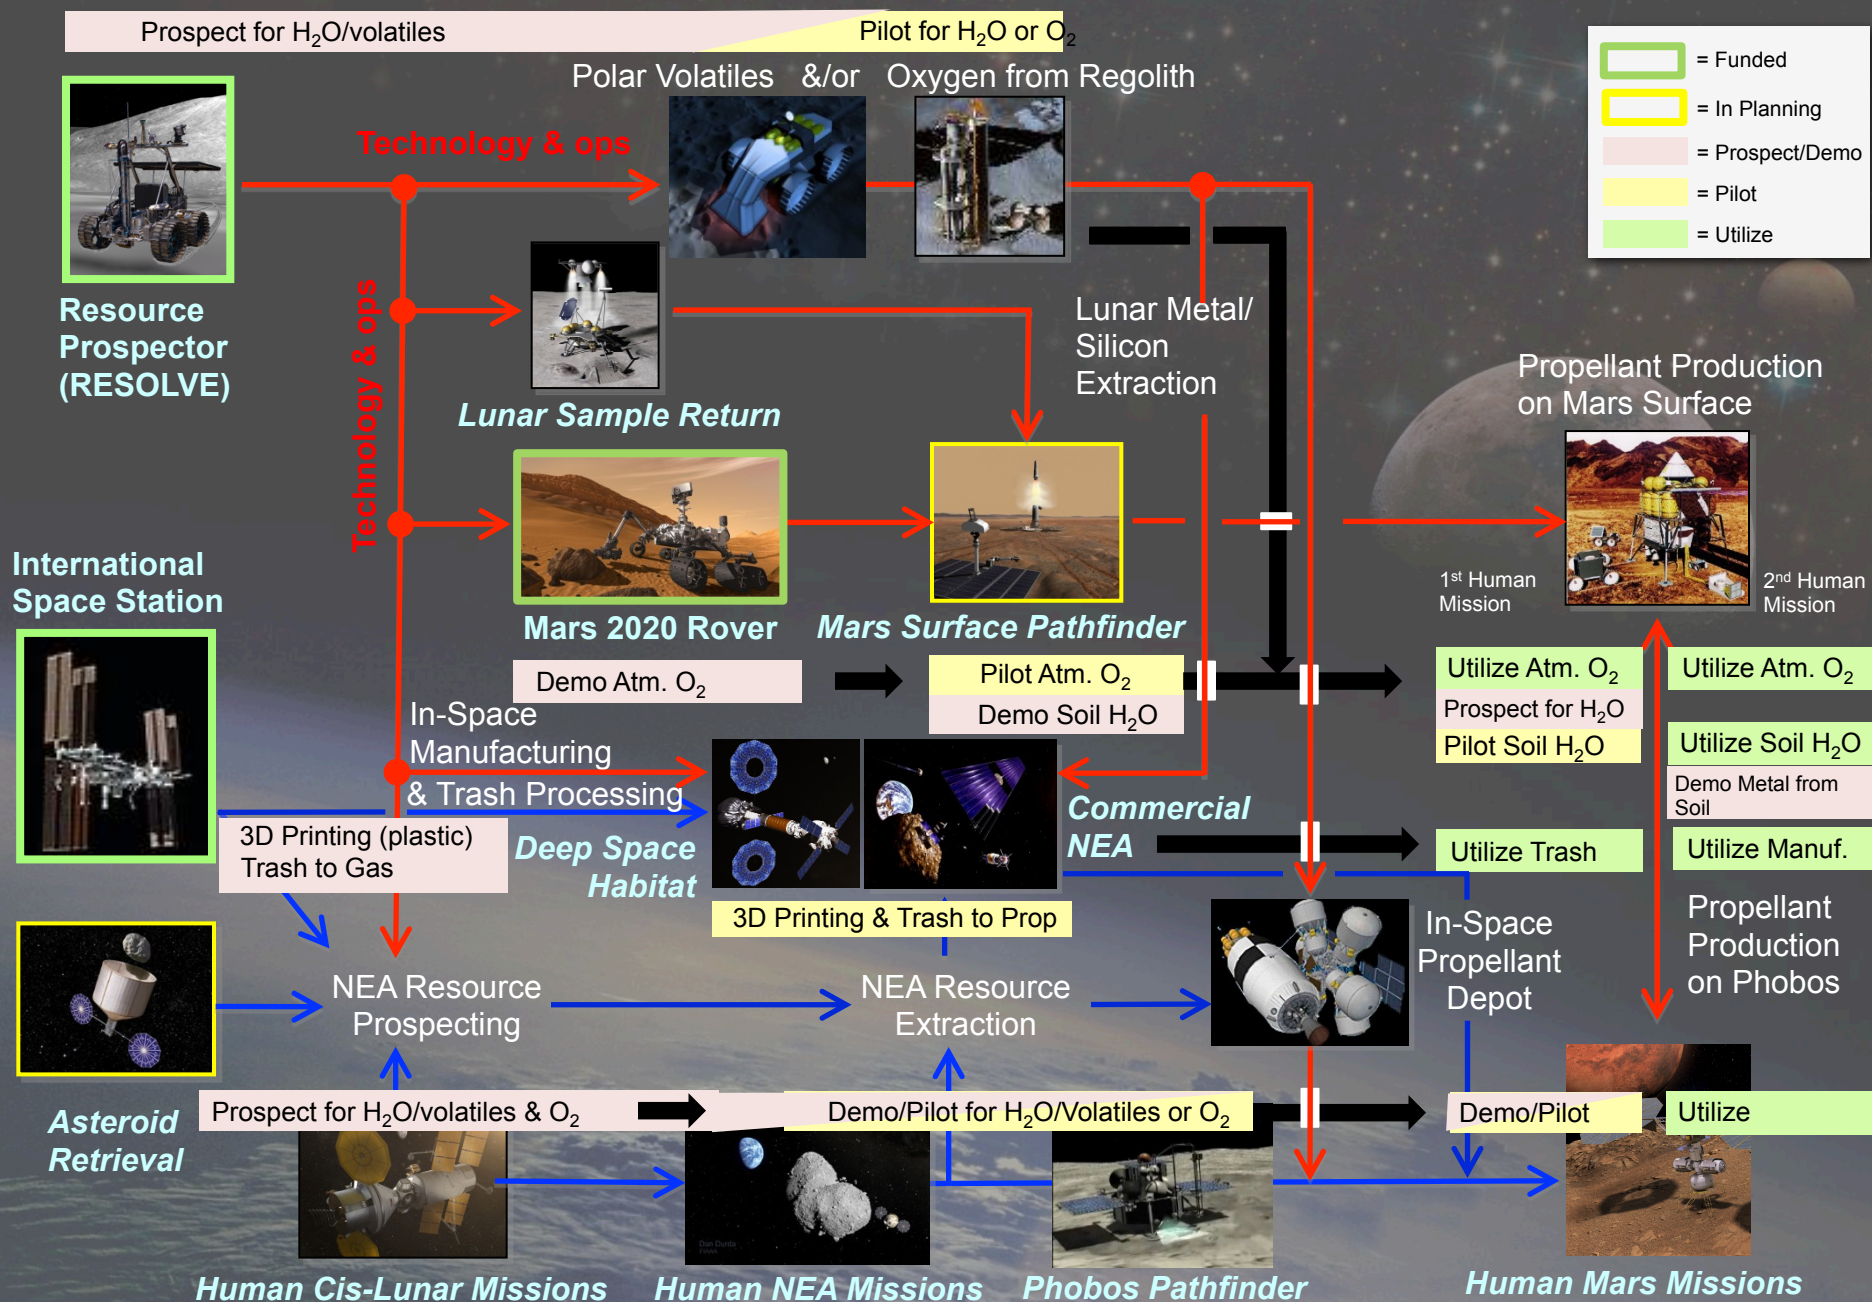 Prospect for H₂O/volatiles
Pilot for H₂O or O₂
Polar Volatiles &/or Oxygen from Regolith
= Funded
= In Planning
= Prospect/Demo
= Pilot
= Utilize
Technology & ops
Technology & ops
Resource
Prospector
(RESOLVE)
Lunar Sample Return
Lunar Metal/
Silicon
Extraction
Propellant Production
on Mars Surface
1st Human
Mission
2nd Human
Mission
International
Space Station
Mars 2020 Rover
Mars Surface Pathfinder
Demo Atm. O₂
Pilot Atm. O₂
Demo Soil H₂O
Utilize Atm. O₂
Prospect for H₂O
Pilot Soil H₂O
Utilize Atm. O₂
Utilize Soil H₂O
Demo Metal from
Soil
Utilize Manuf.
In-Space
Manufacturing
& Trash Processing
3D Printing (plastic)
Trash to Gas
Deep Space
Habitat
Commercial
NEA
Utilize Trash
3D Printing & Trash to Prop
In-Space
Propellant
Depot
Propellant
Production
on Phobos
NEA Resource
Prospecting
NEA Resource
Extraction
Asteroid
Retrieval
Prospect for H₂O/volatiles & O₂
Demo/Pilot for H₂O/Volatiles or O₂
Demo/Pilot
Utilize
Dan Durda
Human Cis-Lunar Missions
Human NEA Missions
Phobos Pathfinder
Human Mars Missions